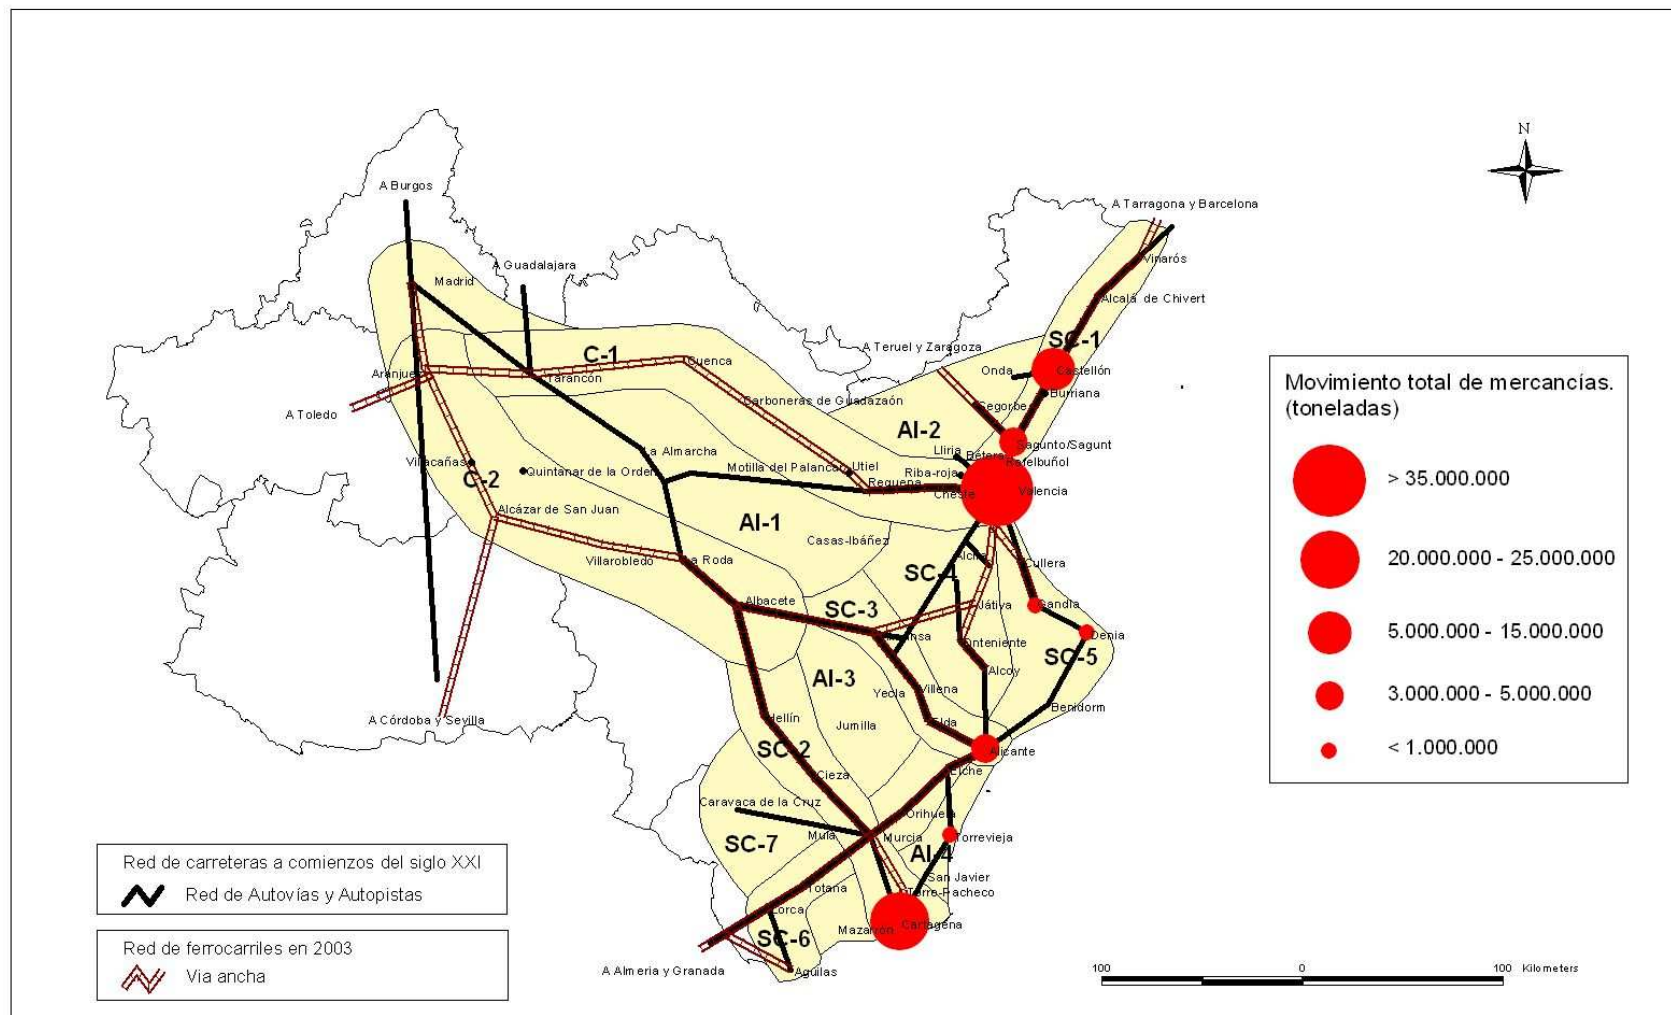 N
A Burgos
A Tarragona y Barcelona
A Guadalajara
Vinarós
Madrid
Alcalá de Chivert
SC-1
A Teruel y Zaragoza
C-1
Cuenca
Onda
Castellón
Aranjuez
Tarancón
Burriana
Carboneras de Guadazaón
Segorbe
A Toledo
AI-2
Sagunto/Sagunt
La Almarcha
Lliria
Bétera
Rafelbuñol
Villacañas
Quintanar de la Orden
Motilla del Palancar
Utiel
Riba-roja
C-2
Requena
Cheste
Valencia
Alcázar de San Juan
AI-1
Casas-Ibáñez
Villarobledo
La Roda
Alcira
Cullera
SC-4
Albacete
SC-3
Játiva
Gandia
Almansa
Denia
Onteniente
SC-5
AI-3
Alcoy
Yecla
Villena
Benidorm
A Córdoba y Sevilla
Hellín
Jumilla
Elda
SC-2
Alicante
Cieza
Elche
Caravaca de la Cruz
Orihuela
Mula
Murcia
Torrevieja
SC-7
AI-4
San Javier
Totana
Torre-Pacheco
Lorca
Mazarrón
Cartagena
SC-6
A Almeria y Granada
Aguilas
Movimiento total de mercancías.
(toneladas)
> 35.000.000
20.000.000 - 25.000.000
5.000.000 - 15.000.000
3.000.000 - 5.000.000
< 1.000.000
Red de carreteras a comienzos del siglo XXI
Red de Autovías y Autopistas
Red de ferrocarriles en 2003
Via ancha
100 0 100 Kilometers